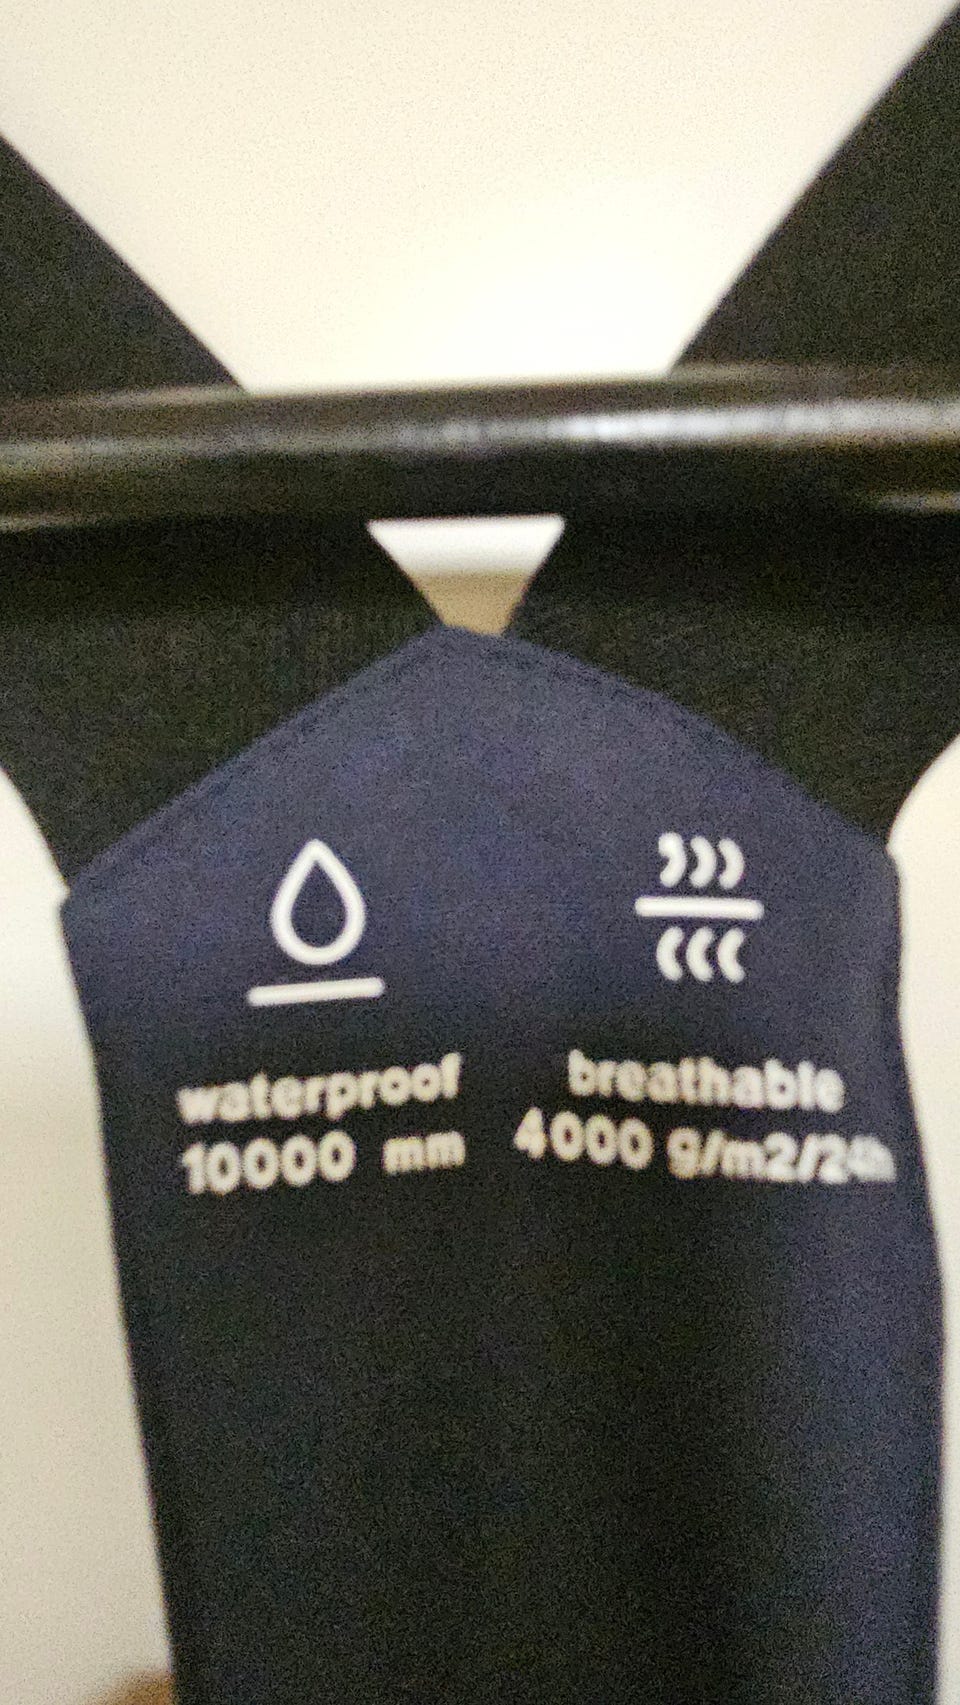 waterproof
10000 mm
breathable
4000 g/m2/24h